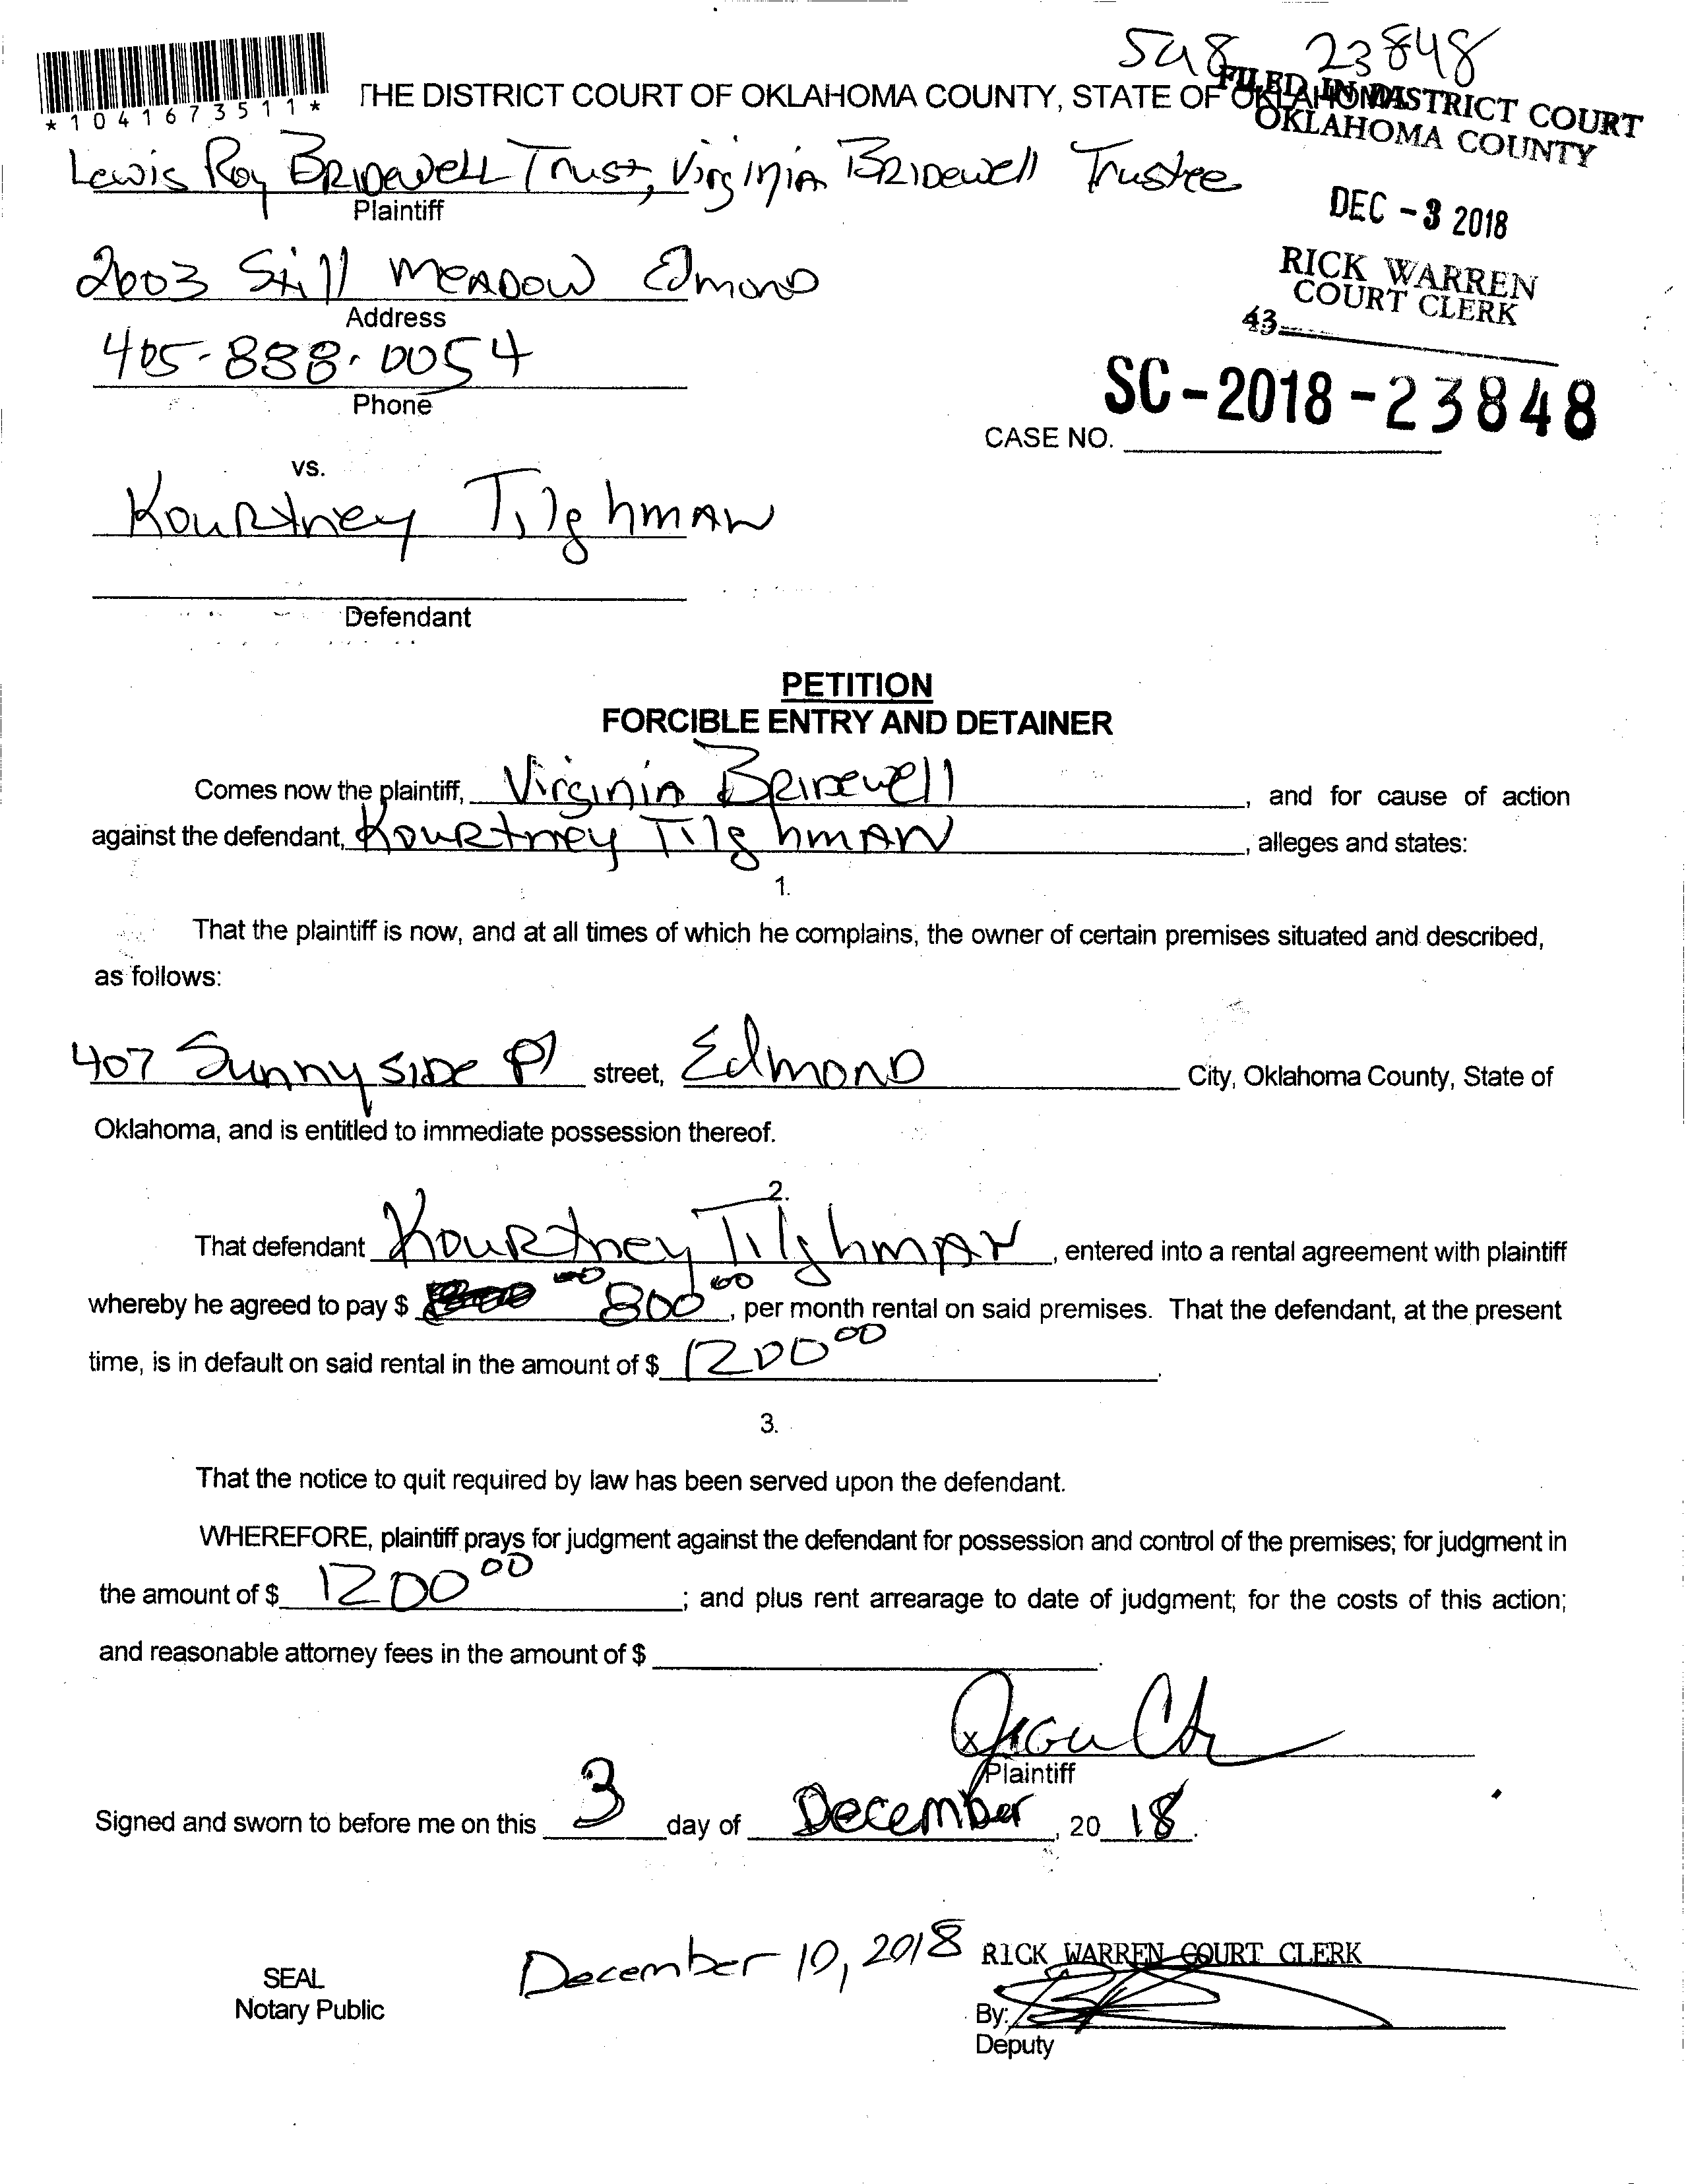 23848
*1041673511*
THE DISTRICT COURT OF OKLAHOMA COUNTY, STATE OF OKLAHOMA
FILED IN DISTRICT COURT
OKLAHOMA COUNTY
Lewis Roy Bridewell Trust, Virginia Bridewell Trustee
Plaintiff
DEC -3 2018
2003 Still Meadow Edmond
Address
RICK WARREN
COURT CLERK
43
405-888-0054
Phone
SC-2018-23848
CASE NO.
vs.
Kourtney Tilghman
Defendant
PETITION
FORCIBLE ENTRY AND DETAINER
Comes now the plaintiff, Virginia Bridewell, and for cause of action
against the defendant, Kourtney Tilghman, alleges and states:
1.
That the plaintiff is now, and at all times of which he complains, the owner of certain premises situated and described,
as follows:
407 Sunnyside Pl street, Edmond City, Oklahoma County, State of
Oklahoma, and is entitled to immediate possession thereof.
2.
That defendant Kourtney Tilghman, entered into a rental agreement with plaintiff
whereby he agreed to pay $ 800 00, per month rental on said premises. That the defendant, at the present
time, is in default on said rental in the amount of $ 1200 00.
3.
That the notice to quit required by law has been served upon the defendant.
WHEREFORE, plaintiff prays for judgment against the defendant for possession and control of the premises; for judgment in
the amount of $ 1200 00; and plus rent arrearage to date of judgment; for the costs of this action;
and reasonable attorney fees in the amount of $
x
Plaintiff
Signed and sworn to before me on this 3 day of December, 2018.
December 10, 2018
RICK WARREN COURT CLERK
SEAL
Notary Public
By:
Deputy